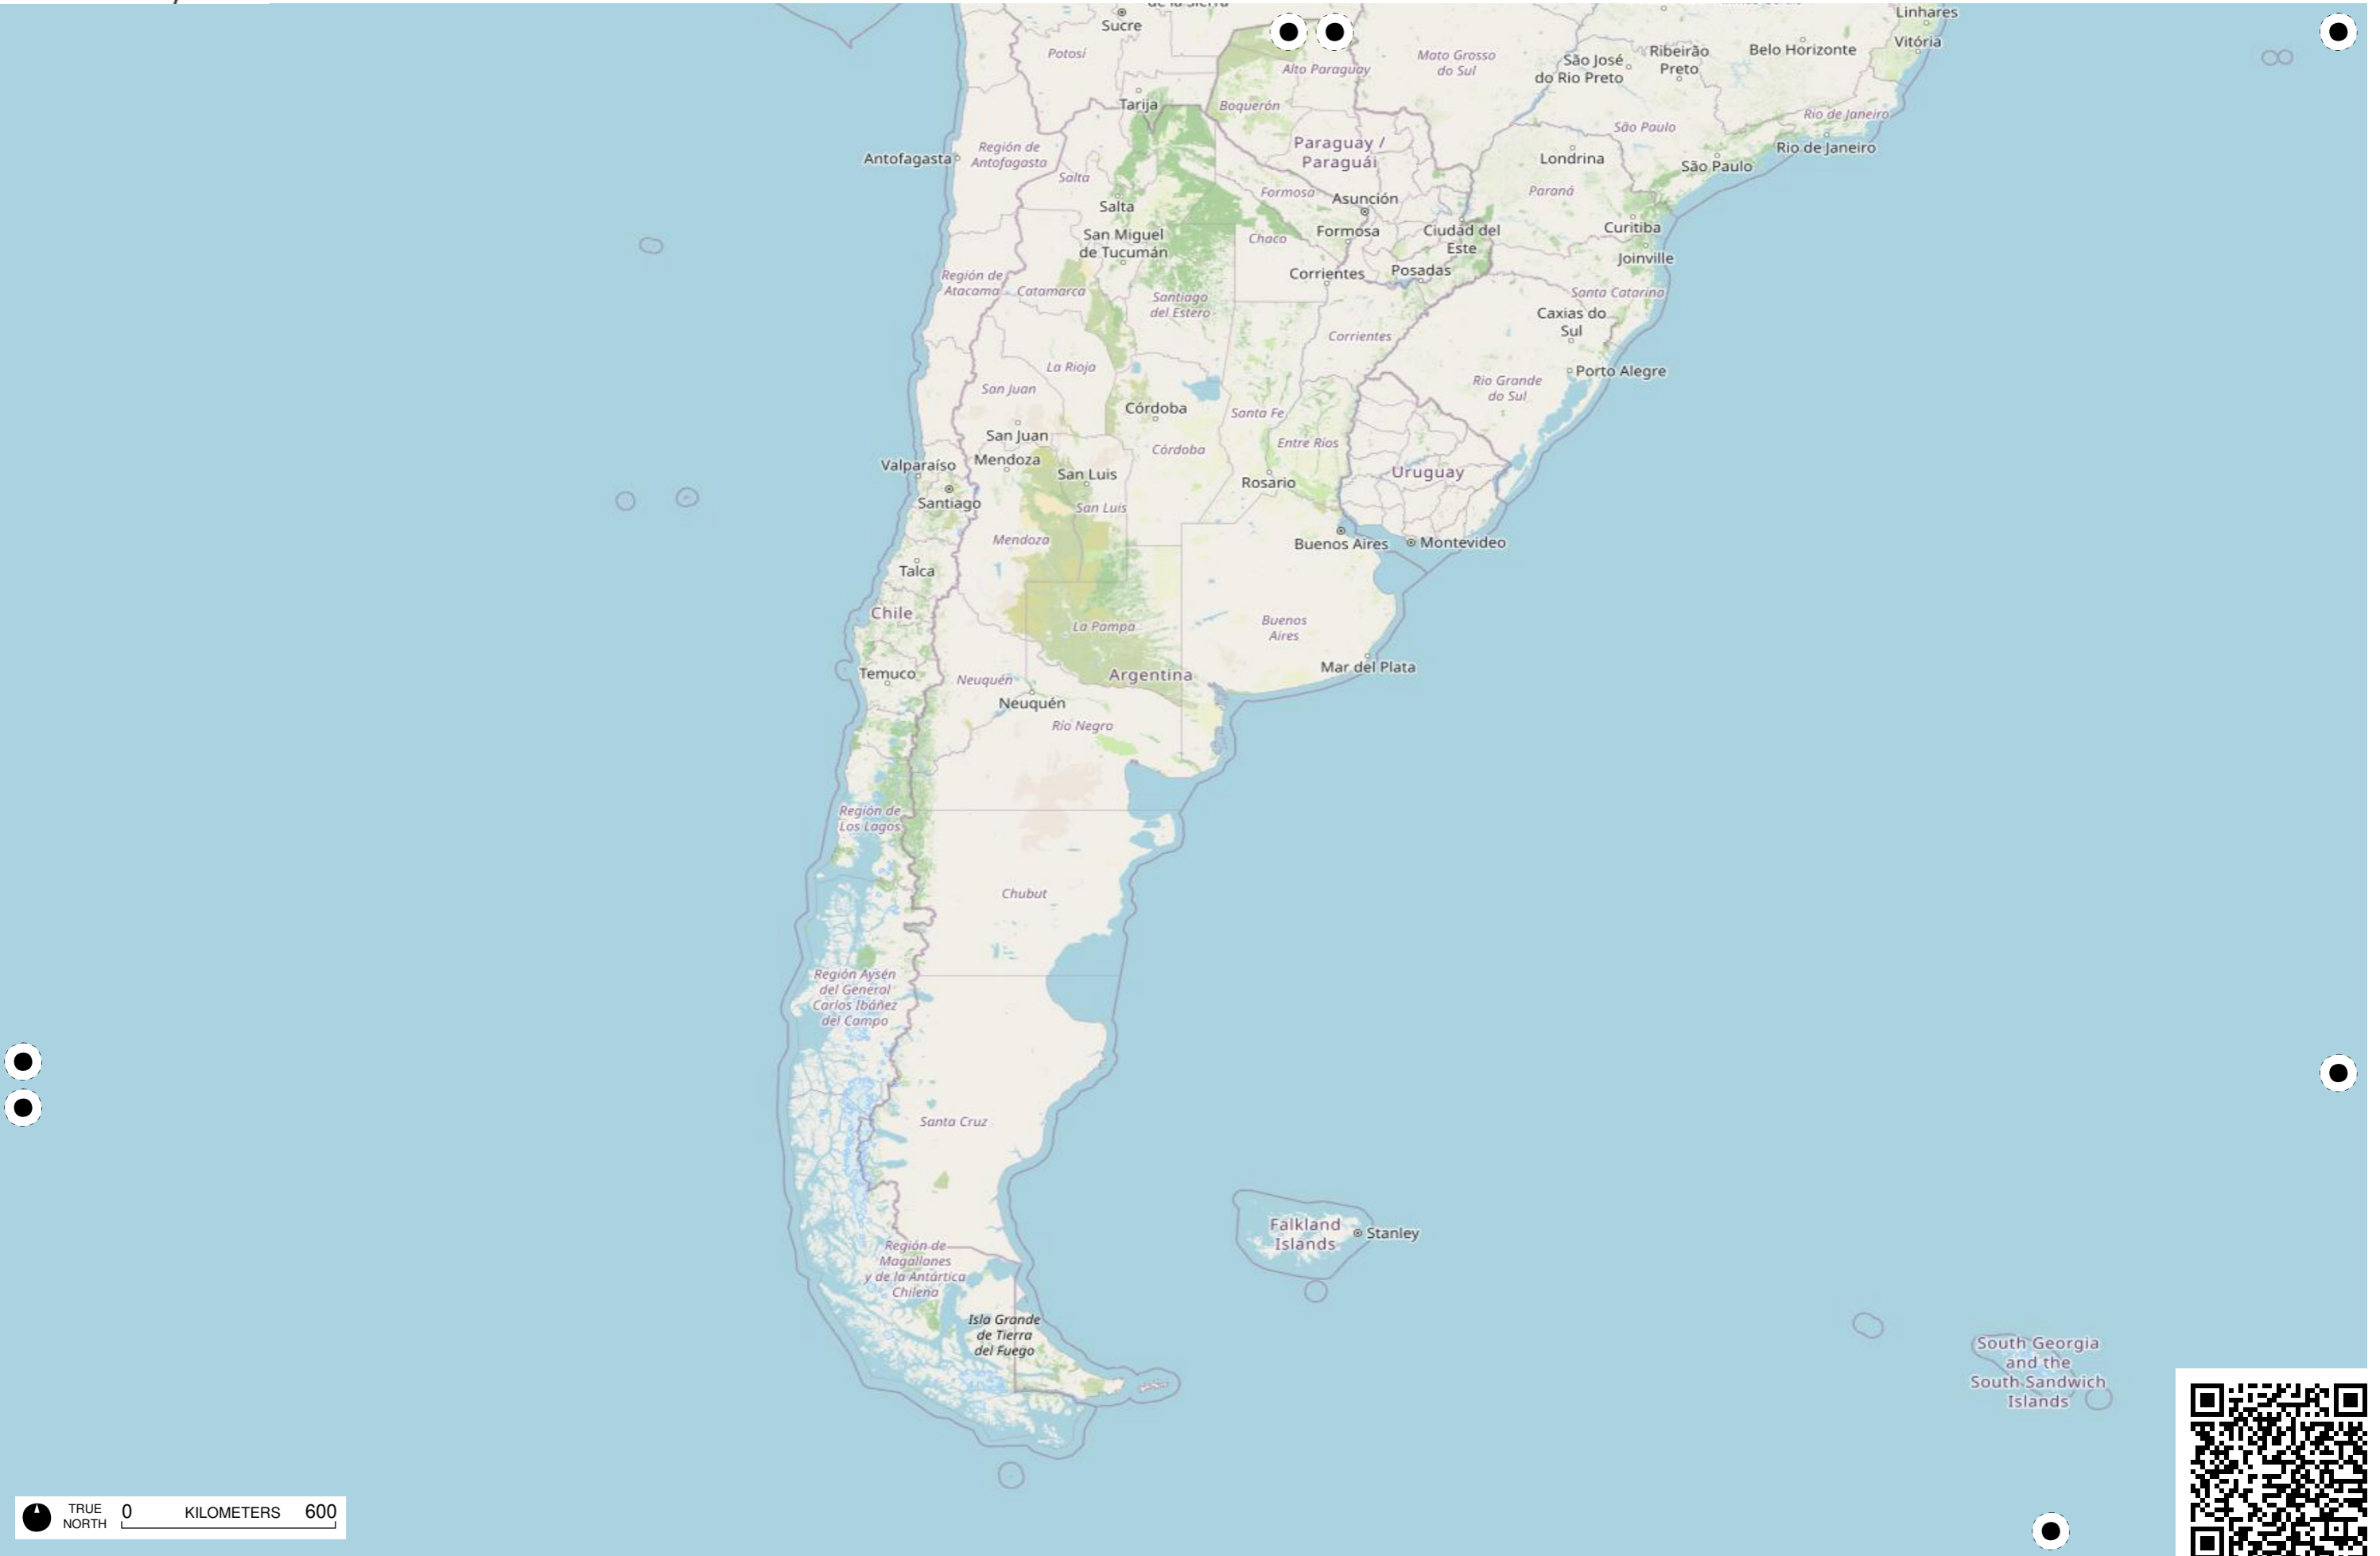 Sucre
Linhares
Vitória
Potosí
Mato Grosso
do Sul
São José
do Rio Preto
Ribeirão
Preto
Belo Horizonte
Alto Paraguay
Tarija
Boquerón
Rio de Janeiro
São Paulo
Paraguay /
Paraguái
Rio de Janeiro
Antofagasta
Región de
Antofagasta
Londrina
São Paulo
Salta
Formosa
Paraná
Asunción
Salta
Curitiba
San Miguel
de Tucumán
Chaco
Formosa
Ciudad del
Este
Joinville
Corrientes
Posadas
Región de
Atacama
Catamarca
Santiago
del Estero
Santa Catarina
Caxias do
Sul
Corrientes
La Rioja
Porto Alegre
San Juan
Rio Grande
do Sul
Córdoba
Santa Fe
San Juan
Entre Ríos
Córdoba
Valparaíso
Mendoza
San Luis
Uruguay
Rosario
Santiago
San Luis
Mendoza
Buenos Aires
Montevideo
Talca
Chile
La Pampa
Buenos
Aires
Temuco
Neuquén
Argentina
Mar del Plata
Neuquén
Río Negro
Región de
Los Lagos
Chubut
Región Aysén
del General
Carlos Ibáñez
del Campo
Santa Cruz
Falkland
Islands
Stanley
Región de
Magallanes
y de la Antártica
Chilena
Isla Grande
de Tierra
del Fuego
South Georgia
and the
South Sandwich
Islands
TRUE
NORTH
0 KILOMETERS 600